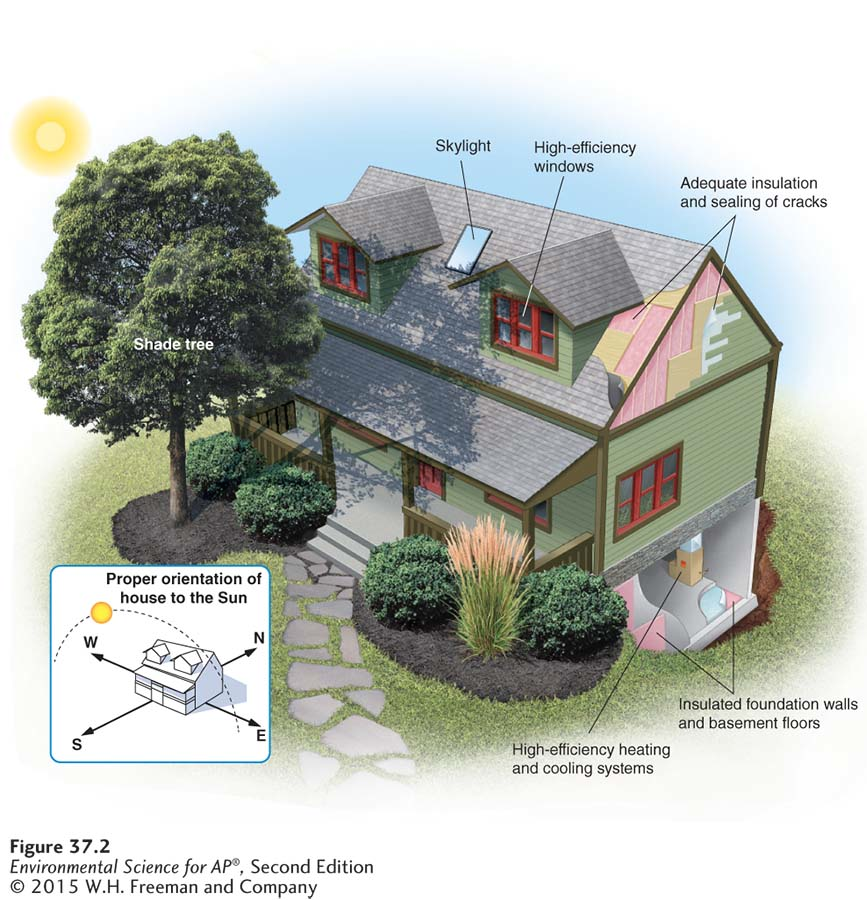 Skylight
High-efficiency
windows
Adequate insulation
and sealing of cracks
Shade tree
Proper orientation of
house to the Sun
W
N
S
E
Insulated foundation walls
and basement floors
High-efficiency heating
and cooling systems
Figure 37.2
Environmental Science for AP®, Second Edition
© 2015 W.H. Freeman and Company